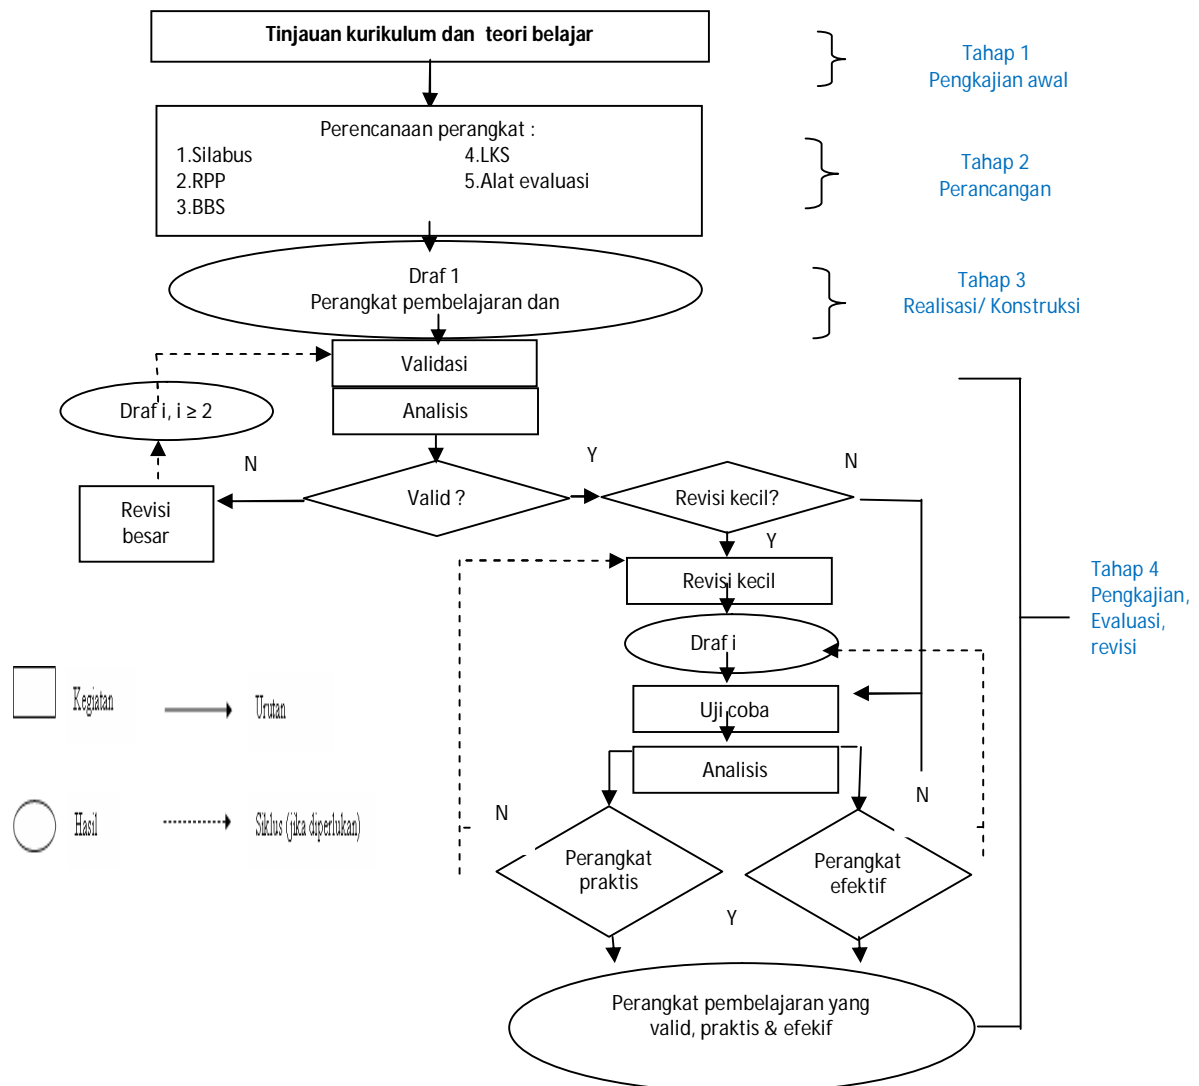 Tinjauan kurikulum dan teori belajar
Tahap 1
Pengkajian awal
Perencanaan perangkat :
1.Silabus
4.LKS
2.RPP
5.Alat evaluasi
3.BBS
Tahap 2
Perancangan
Draf 1
Perangkat pembelajaran dan
Tahap 3
Realisasi/ Konstruksi
Validasi
Analisis
Draf i, i ≥ 2
N
Y
N
Valid ?
Revisi kecil?
Revisi
besar
Y
Revisi kecil
Draf i
Uji coba
Analisis
Tahap 4
Pengkajian,
Evaluasi,
revisi
Kegiatan
Urutan
Hasil
Siklus (jika diperlukan)
N
N
Perangkat
praktis
Perangkat
efektif
Y
Perangkat pembelajaran yang
valid, praktis & efekif